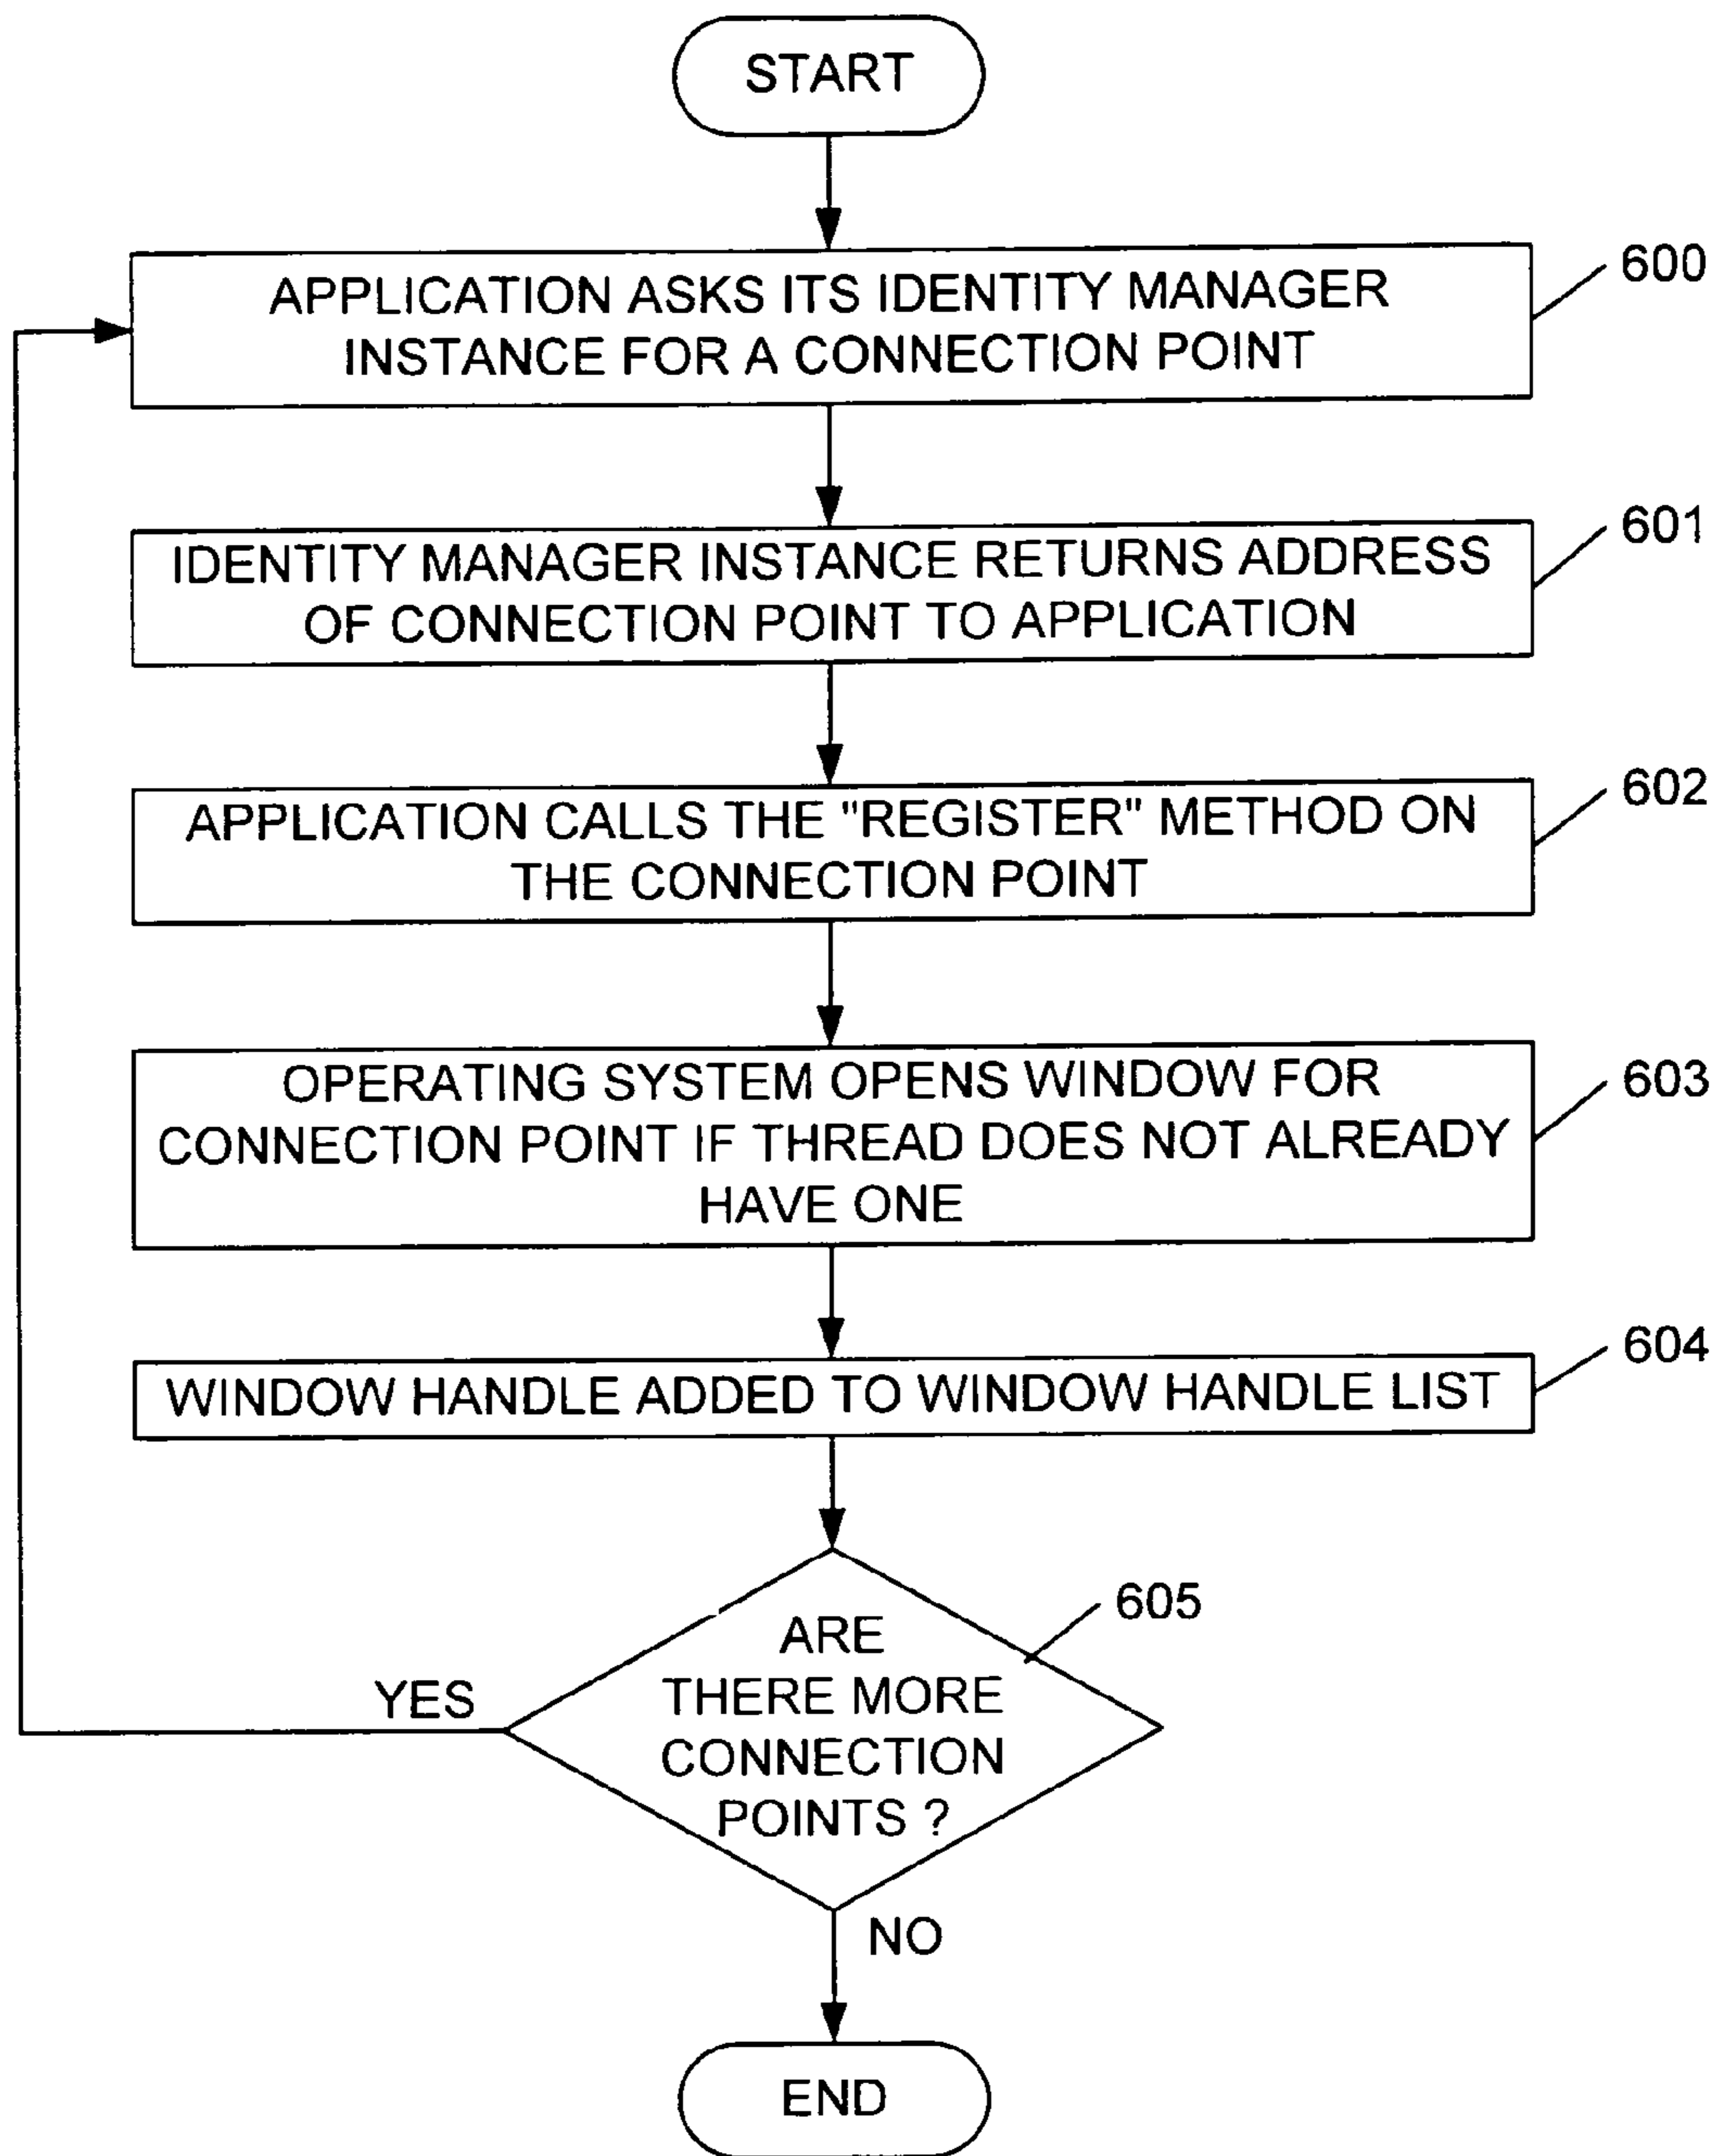 START
APPLICATION ASKS ITS IDENTITY MANAGER
INSTANCE FOR A CONNECTION POINT
600
IDENTITY MANAGER INSTANCE RETURNS ADDRESS
OF CONNECTION POINT TO APPLICATION
601
APPLICATION CALLS THE "REGISTER" METHOD ON
THE CONNECTION POINT
602
OPERATING SYSTEM OPENS WINDOW FOR
CONNECTION POINT IF THREAD DOES NOT ALREADY
HAVE ONE
603
WINDOW HANDLE ADDED TO WINDOW HANDLE LIST
604
ARE
THERE MORE
CONNECTION
POINTS ?
605
YES
NO
END